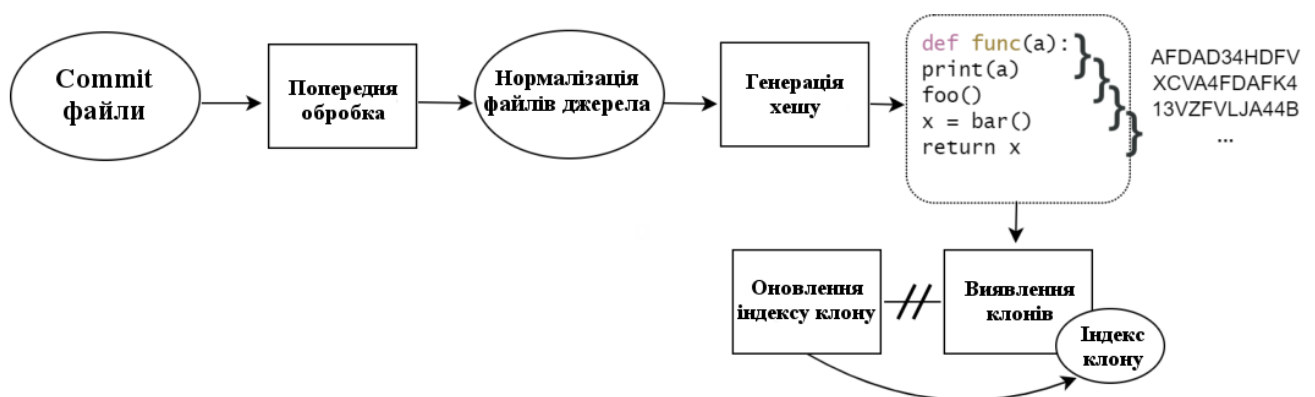 Commit
файли
Попередня
обробка
Нормалізація
файлів джерела
Генерація
хешу
def func(a):
print(a)
foo()
x = bar()
return x
AFDAD34HDFV
XCVA4FDAFK4
13VZFVLJA44B
...
Оновлення
індексу клону
Виявлення
клонів
Індекс
клону